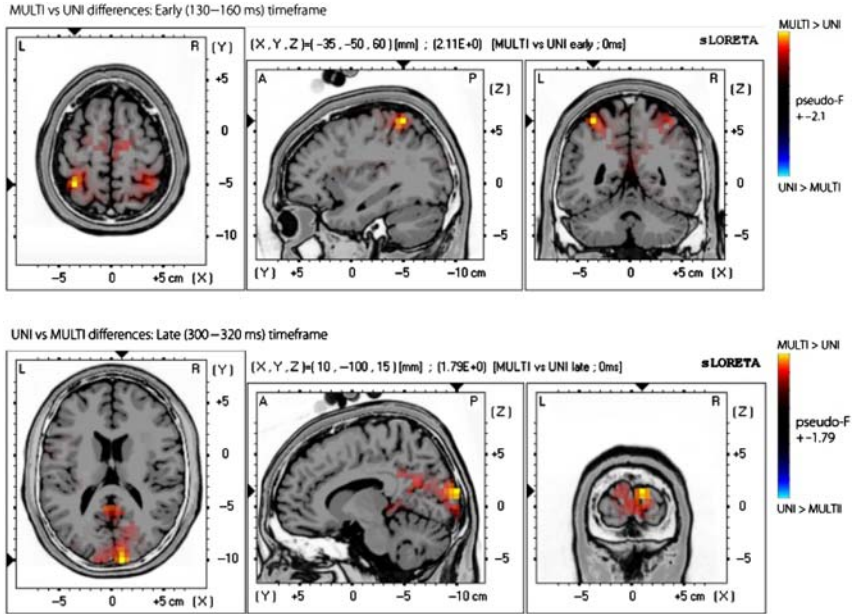 MULTI vs UNI differences: Early (130–160 ms) timeframe
L R (Y)
(X, Y, Z)=(-35, -50, 60) [mm] ; (2.11E+0) [MULTI vs UNI early ; 0ms] sLORETA
MULTI > UNI
A P (Z)
L R (Z)
+5
0
-5
-10
+5
0
-5
+5
0
-5
pseudo-F
+-2.1
UNI > MULTI
-5 0 +5 cm (X)
(Y) +5 0 -5 -10 cm
-5 0 +5 cm (X)
UNI vs MULTI differences: Late (300–320 ms) timeframe
L R (Y)
(X, Y, Z)=(10, -100, 15) [mm] ; (1.79E+0) [MULTI vs UNI late ; 0ms] sLORETA
MULTI > UNI
A P (Z)
L R (Z)
+5
0
-5
-10
+5
0
-5
+5
0
-5
pseudo-F
+-1.79
UNI > MULTII
-5 0 +5 cm (X)
(Y) +5 0 -5 -10 cm
-5 0 +5 cm (X)